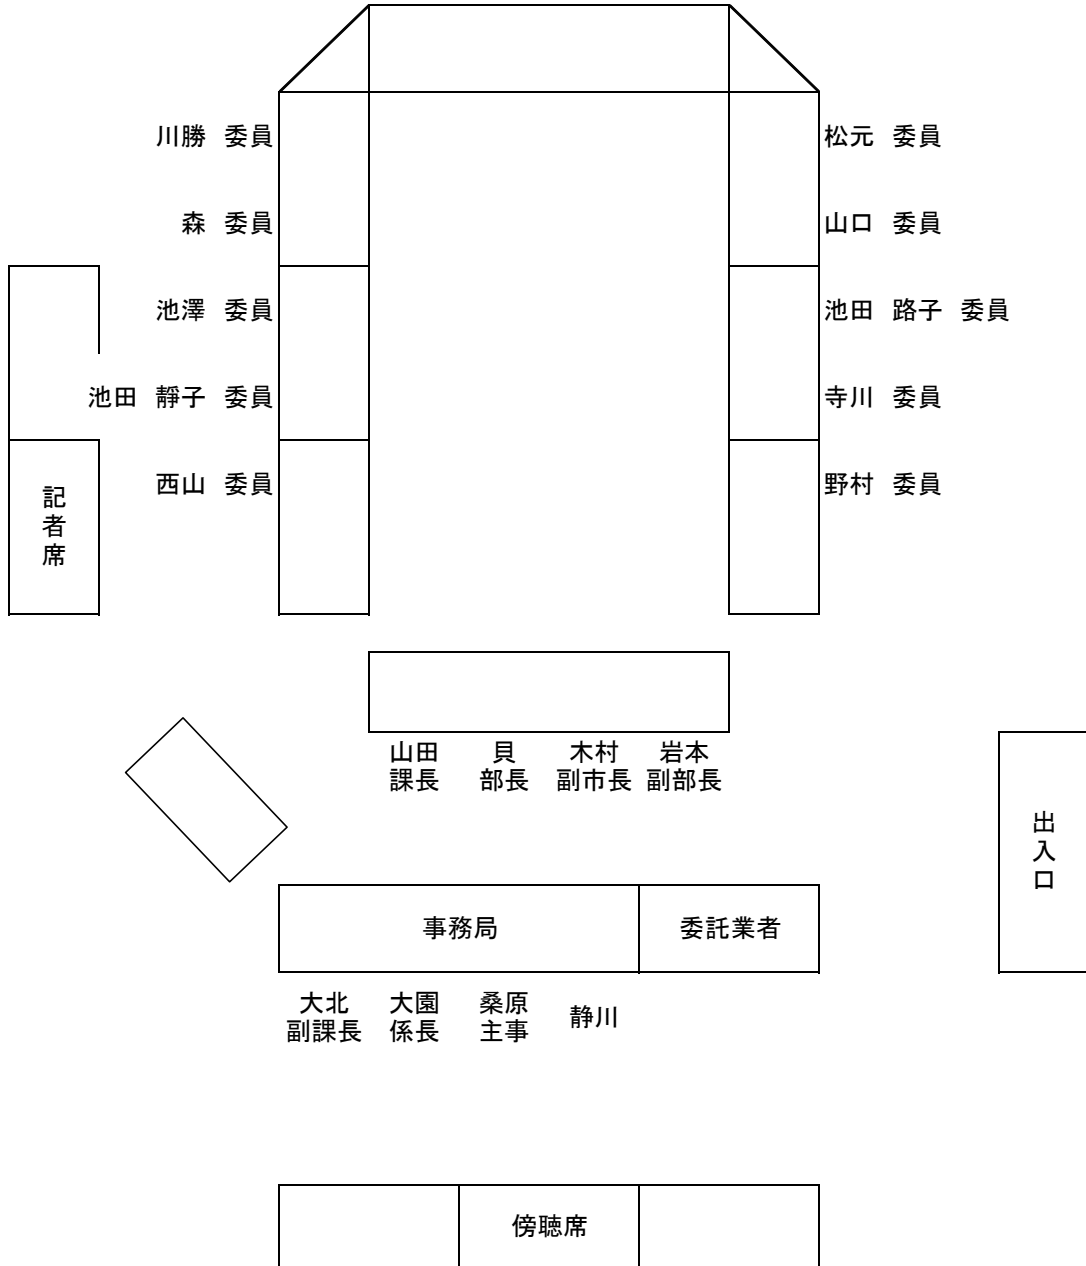 川勝 委員
松元 委員
森 委員
山口 委員
池澤 委員
池田 路子 委員
池田 靜子 委員
寺川 委員
西山 委員
野村 委員
記者席
山田
課長
貝
部長
木村
副市長
岩本
副部長
出入口
事務局
委託業者
大北
副課長
大園
係長
桑原
主事
静川
傍聴席